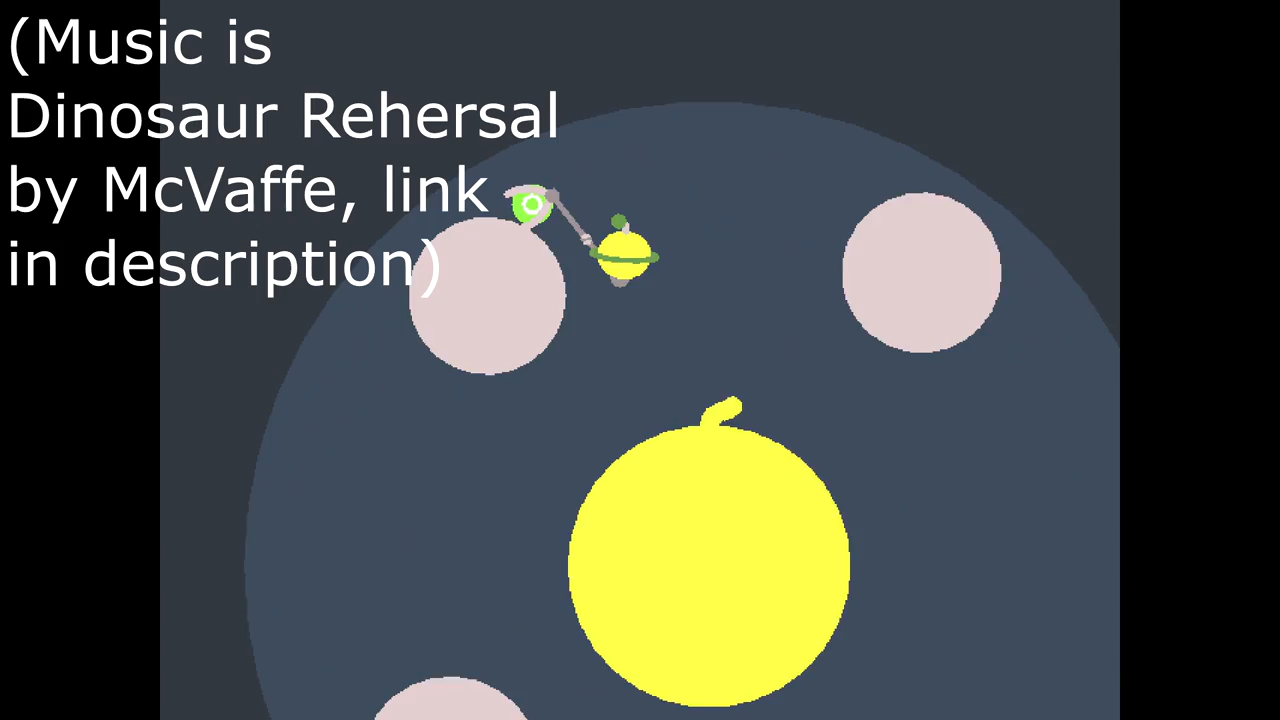 (Music is
Dinosaur Rehersal
by McVaffe, link
in description)